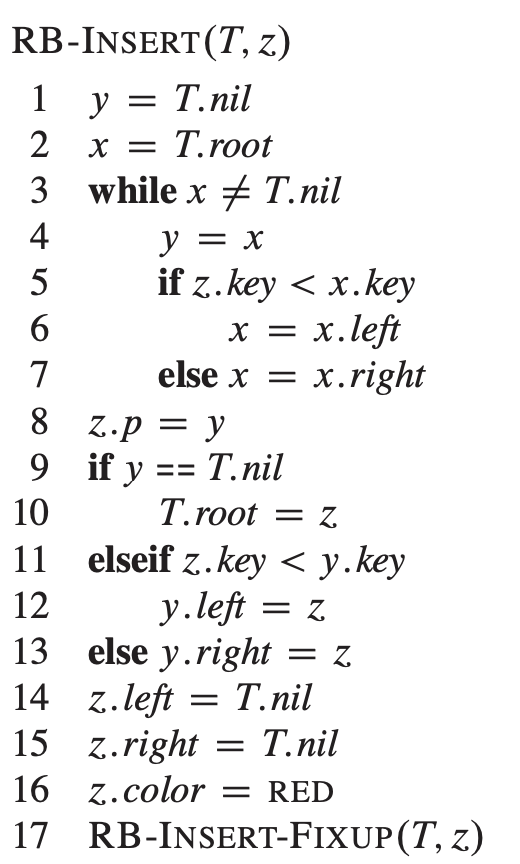 RB-INSERT(T, z)
1 y = T.nil
2 x = T.root
3 while x ≠ T.nil
4 y = x
5 if z.key < x.key
6 x = x.left
7 else x = x.right
8 z.p = y
9 if y == T.nil
10 T.root = z
11 elseif z.key < y.key
12 y.left = z
13 else y.right = z
14 z.left = T.nil
15 z.right = T.nil
16 z.color = RED
17 RB-INSERT-FIXUP(T, z)